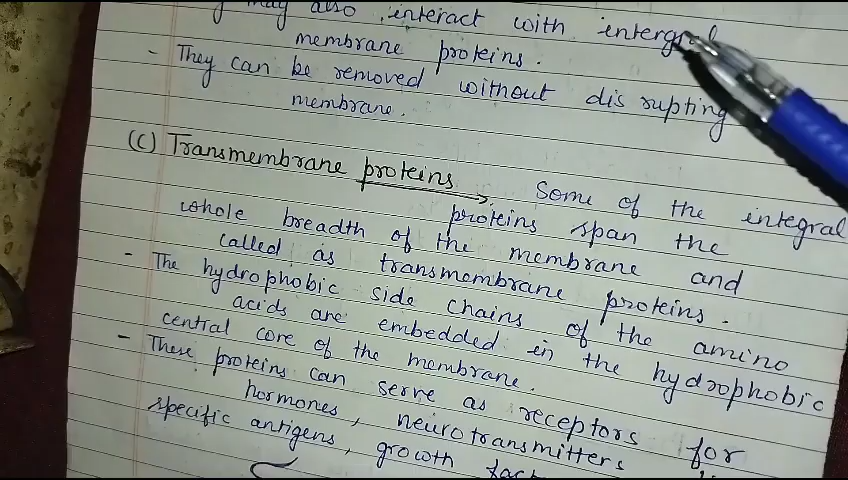 may also interact with intergral
membrane proteins.
- They can be removed without disrupting
membrane.
(C) Transmembrane proteins → Some of the integral
proteins span the
whole breadth of the membrane and
called as transmembrane proteins.
- The hydrophobic side chains of the amino
acids are embedded in the hydrophobic
central core of the membrane.
- These proteins can serve as receptors for
hormones, neurotransmitters
specific antigens, growth